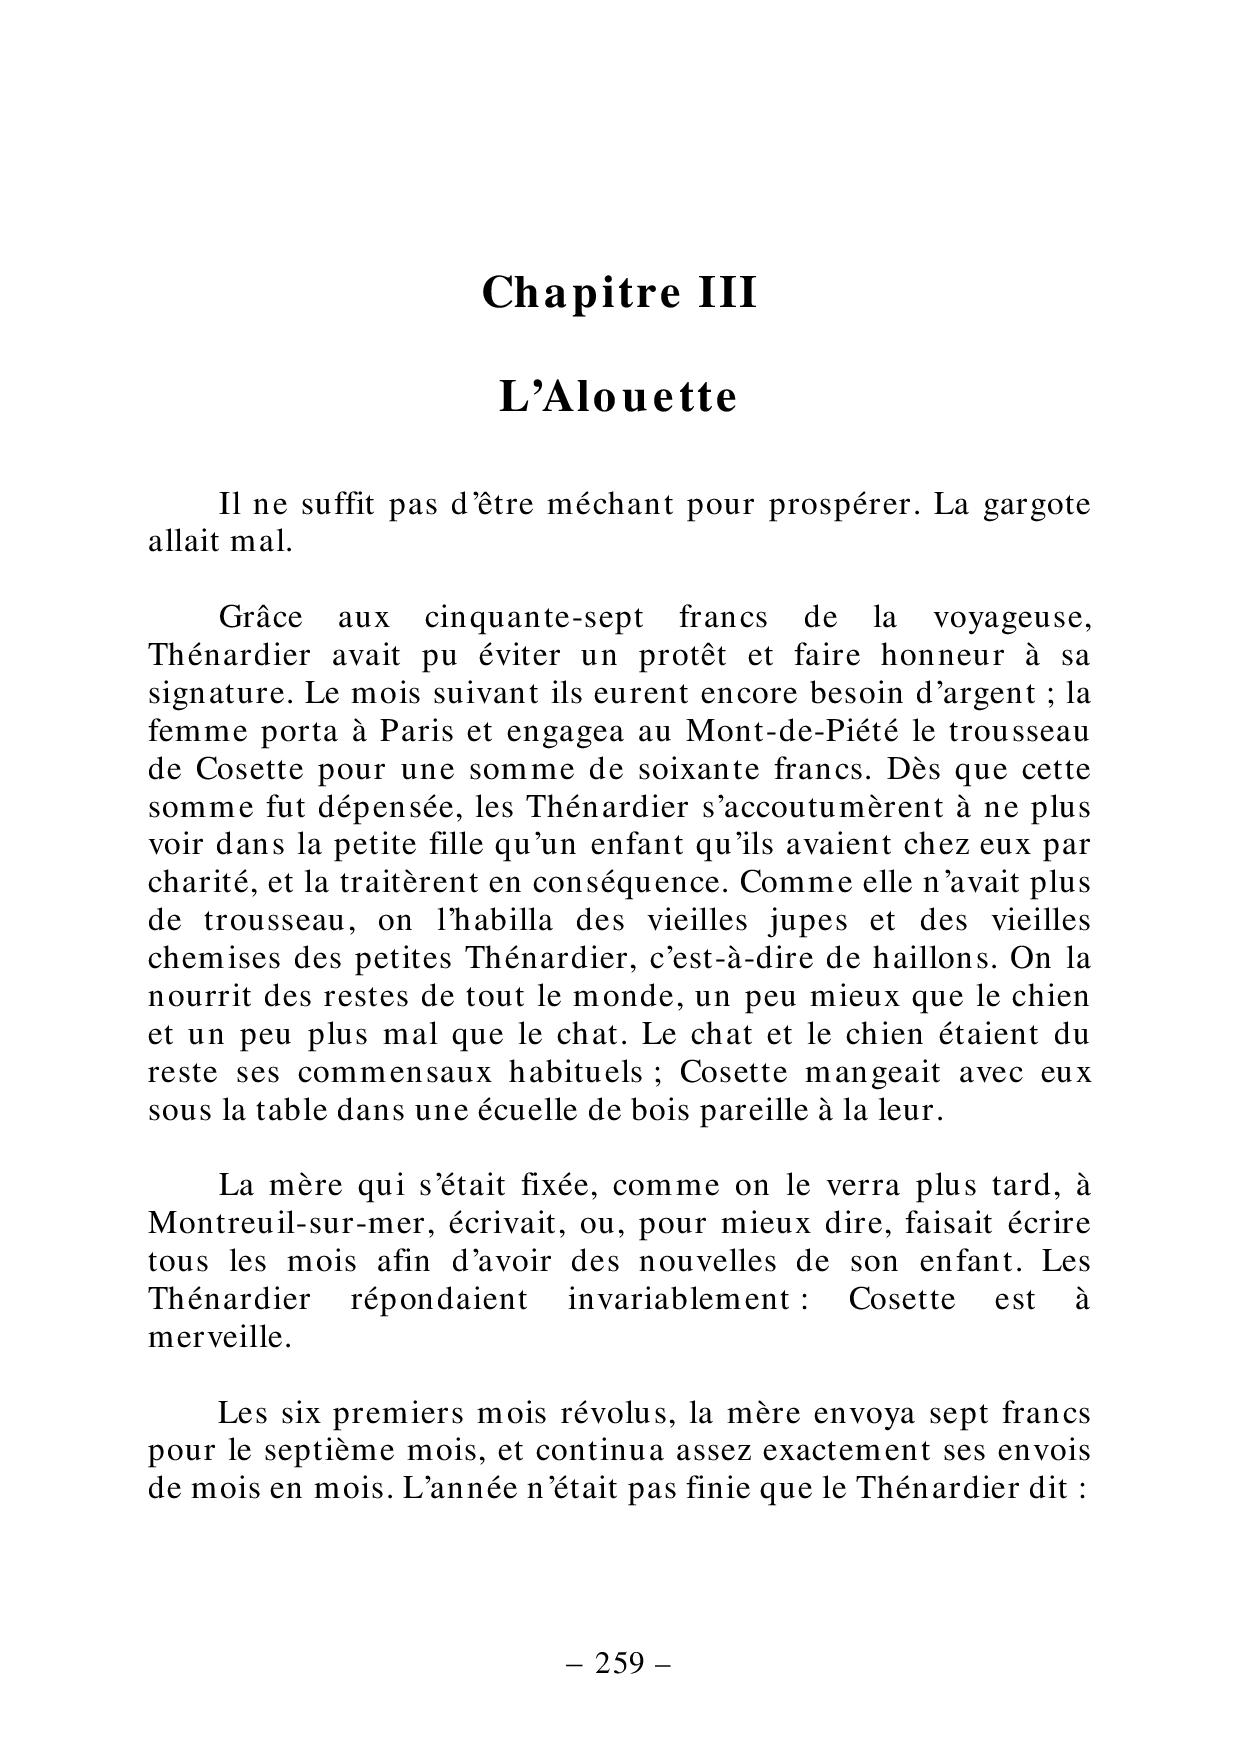 Chapitre III
L’Alouette
Il ne suffit pas d’être méchant pour prospérer. La gargote
allait mal.
Grâce aux cinquante-sept francs de la voyageuse,
Thénardier avait pu éviter un protêt et faire honneur à sa
signature. Le mois suivant ils eurent encore besoin d’argent ; la
femme porta à Paris et engagea au Mont-de-Piété le trousseau
de Cosette pour une somme de soixante francs. Dès que cette
somme fut dépensée, les Thénardier s’accoutumèrent à ne plus
voir dans la petite fille qu’un enfant qu’ils avaient chez eux par
charité, et la traitèrent en conséquence. Comme elle n’avait plus
de trousseau, on l’habilla des vieilles jupes et des vieilles
chemises des petites Thénardier, c’est-à-dire de haillons. On la
nourrit des restes de tout le monde, un peu mieux que le chien
et un peu plus mal que le chat. Le chat et le chien étaient du
reste ses commensaux habituels ; Cosette mangeait avec eux
sous la table dans une écuelle de bois pareille à la leur.
La mère qui s’était fixée, comme on le verra plus tard, à
Montreuil-sur-mer, écrivait, ou, pour mieux dire, faisait écrire
tous les mois afin d’avoir des nouvelles de son enfant. Les
Thénardier répondaient invariablement : Cosette est à
merveille.
Les six premiers mois révolus, la mère envoya sept francs
pour le septième mois, et continua assez exactement ses envois
de mois en mois. L’année n’était pas finie que le Thénardier dit :
– 259 –